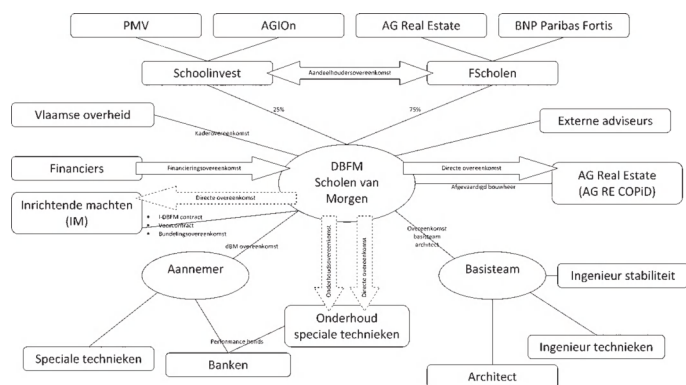 PMV
AGIOn
AG Real Estate
BNP Paribas Fortis
Schoolinvest
Aandeelhoudersovereenkomst
FScholen
25%
75%
Vlaamse overheid
Kaderovereenkomst
Externe adviseurs
Financiers
Financieringsovereenkomst
DBFM
Scholen van
Morgen
Directe overeenkomst
AG Real Estate
(AG RE COPiD)
Afgevaardigd bouwheer
Inrichtende machten
(IM)
Directe overeenkomst
• I-DBFM contract
• Voorcontract
• Bundelingsovereenkomst
dBM overeenkomst
Onderhoudsovereenkomst
Directe overeenkomst
Overeenkomst
basisteam
architect
Aannemer
Basisteam
Ingenieur stabiliteit
Onderhoud
speciale technieken
Performance bonds
Speciale technieken
Banken
Ingenieur technieken
Architect